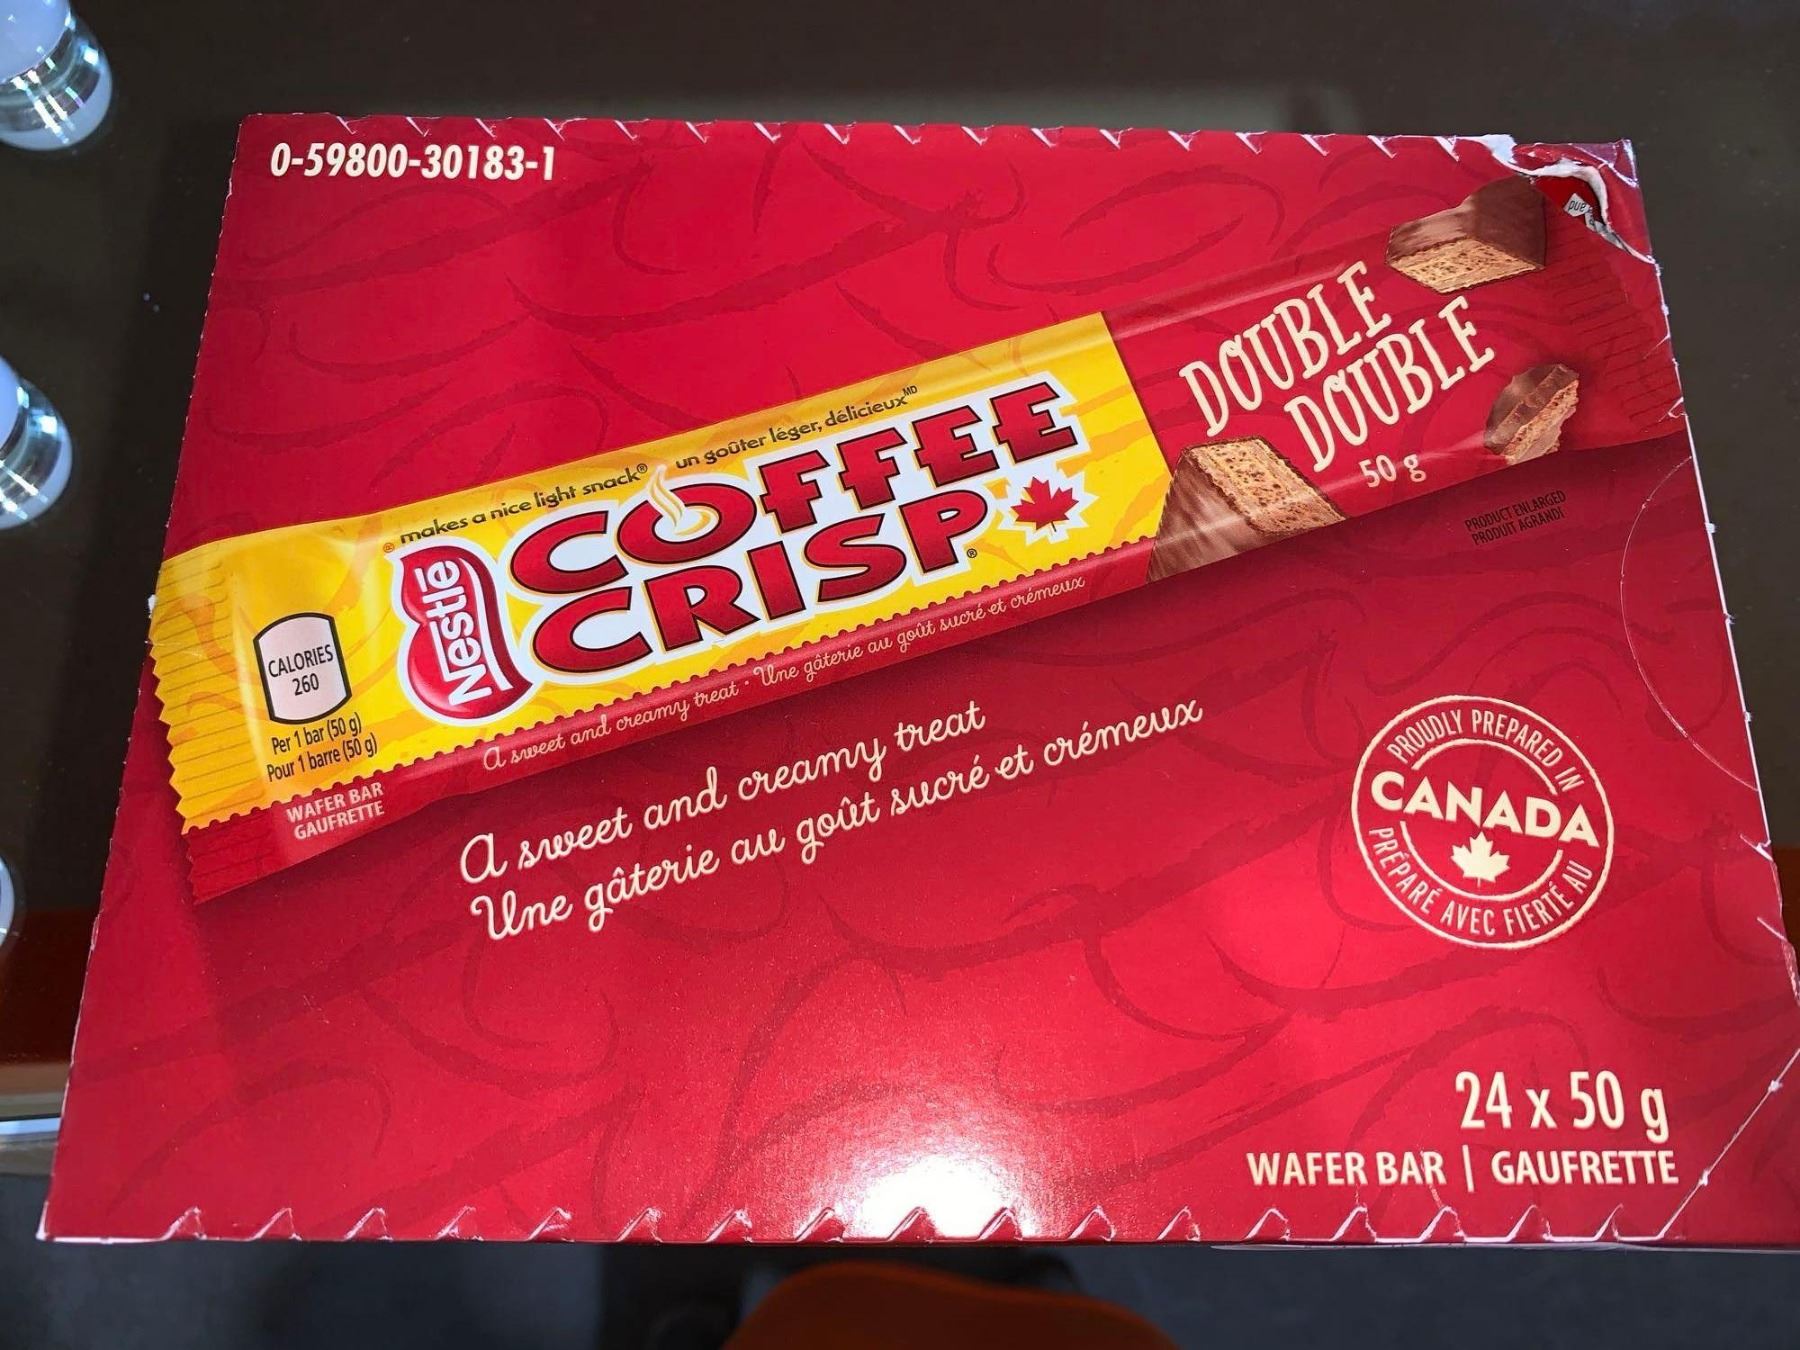 0-59800-30183-1
® makes a nice light snack® un goûter léger, délicieuxMD
Nestlē
COFFEE
CRISP®
DOUBLE
DOUBLE
50 g
CALORIES
260
Per 1 bar (50 g)
Pour 1 barre (50 g)
WAFER BAR
GAUFRETTE
A sweet and creamy treat • Une gâterie au goût sucré et crémeux
PRODUCT ENLARGED
PRODUIT AGRANDI
A sweet and creamy treat
Une gâterie au goût sucré et crémeux
PROUDLY PREPARED IN
CANADA
PRÉPARÉ AVEC FIERTÉ AU
24 x 50 g
WAFER BAR | GAUFRETTE